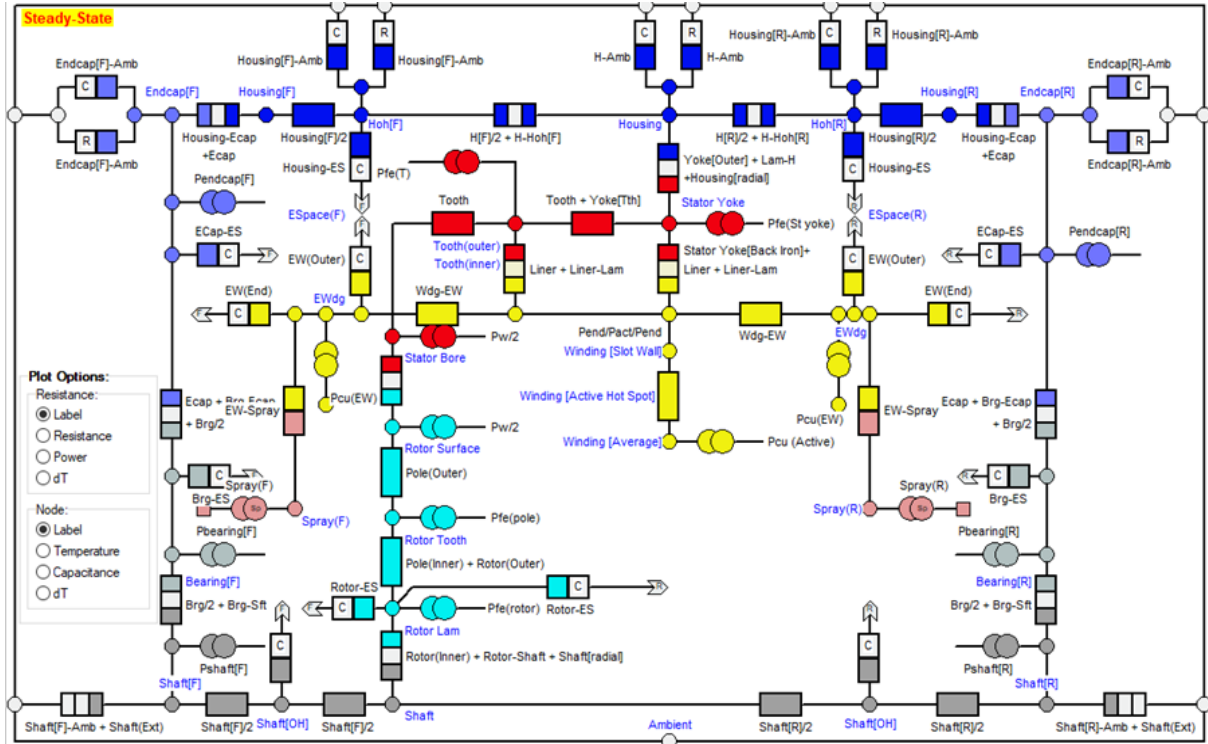 Steady-State
C
R
C
R
C
R
Housing[F]-Amb
Housing[F]-Amb
H-Amb
H-Amb
Housing[R]-Amb
Housing[R]-Amb
Endcap[F]-Amb
C
R
Endcap[F]-Amb
Endcap[F]
Housing[F]
Housing-Ecap
+Ecap
Housing[F]/2
Hoh[F]
H[F]/2 + H-Hoh[F]
Housing
H[R]/2 + H-Hoh[R]
Hoh[R]
Housing[R]/2
Housing[R]
Housing-Ecap
+Ecap
Endcap[R]
Endcap[R]-Amb
C
R
Endcap[R]-Amb
Housing-ES
C
Pfe(T)
Yoke[Outer] + Lam-H
+Housing[radial]
Housing-ES
C
Pendcap[F]
F
ESpace(F)
F
Tooth
Tooth + Yoke[Tth]
Stator Yoke
Pfe(St yoke)
R
ESpace(R)
R
ECap-ES
C
F
C
EW(Outer)
Tooth(outer)
Tooth(inner)
Liner + Liner-Lam
Stator Yoke[Back Iron]+
Liner + Liner-Lam
C
EW(Outer)
ECap-ES
R
C
Pendcap[R]
EW(End)
F
C
EWdg
Wdg-EW
Pend/Pact/Pend
Wdg-EW
EWdg
EW(End)
C
R
Stator Bore
Pw/2
Winding [Slot Wall]
Plot Options:
Resistance:
Label
Resistance
Power
dT
Node:
Label
Temperature
Capacitance
dT
Ecap + Brg-Ecap
+ Brg/2
EW-Spray
Pcu(EW)
Winding [Active Hot Spot]
Pcu(EW)
EW-Spray
Ecap + Brg-Ecap
+ Brg/2
Rotor Surface
Pw/2
Winding [Average]
Pcu (Active)
Pole(Outer)
C
F
Brg-ES
Spray(F)
Sp
Spray(F)
Spray(R)
Sp
Spray(R)
R
C
Brg-ES
Pfe(pole)
Rotor Tooth
Pbearing[F]
Pbearing[R]
Bearing[F]
Brg/2 + Brg-Sft
Pole(Inner) + Rotor(Outer)
Bearing[R]
Brg/2 + Brg-Sft
Rotor-ES
F
C
C
R
Rotor-ES
Pfe(rotor)
Rotor Lam
F
C
R
C
Pshaft[F]
Rotor(Inner) + Rotor-Shaft + Shaft[radial]
Pshaft[R]
Shaft[F]
Shaft[R]
Shaft[F]-Amb + Shaft(Ext)
Shaft[F]/2
Shaft[OH]
Shaft[F]/2
Shaft
Ambient
Shaft[R]/2
Shaft[OH]
Shaft[R]/2
Shaft[R]-Amb + Shaft(Ext)